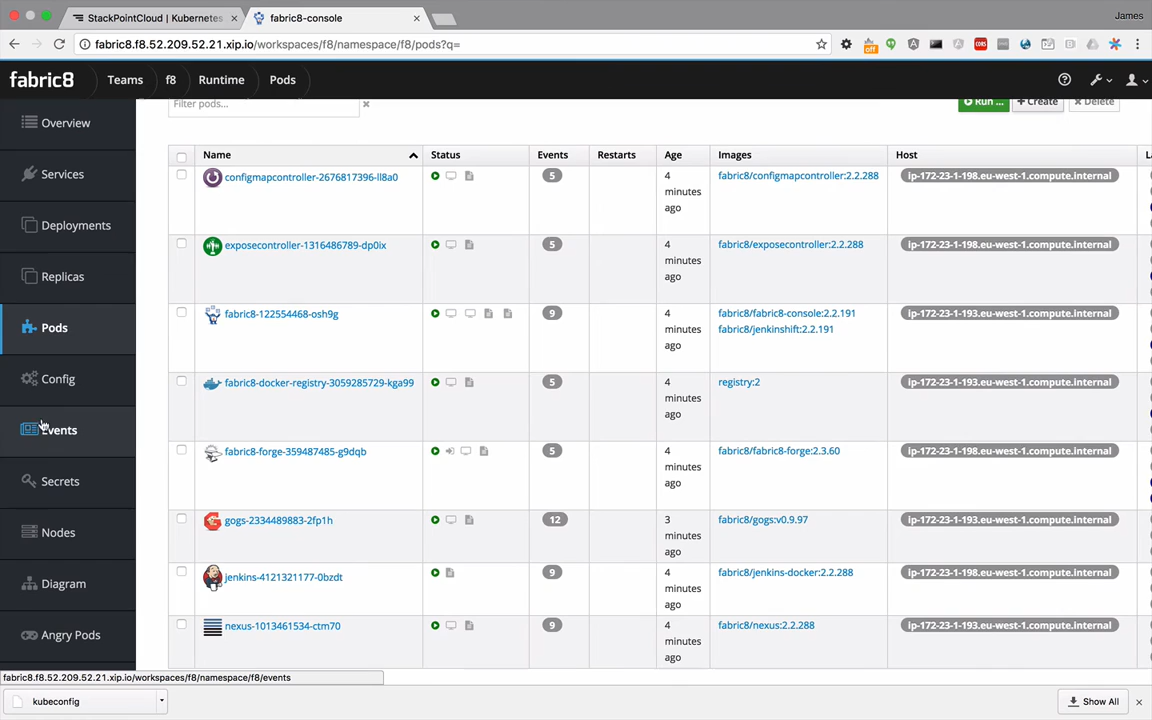 StackPointCloud | Kubernetes
fabric8-console
James
fabric8.f8.52.209.52.21.xip.io/workspaces/f8/namespace/f8/pods?q=
off
CORS
fabric8
Teams
f8
Runtime
Pods
Overview
Services
Deployments
Replicas
Pods
Config
Events
Secrets
Nodes
Diagram
Angry Pods
Filter pods...
Run ...
Create
Delete
Name Status Events Restarts Age Images Host
configmapcontroller-2676817396-ll8a0 5 4 minutes ago fabric8/configmapcontroller:2.2.288 ip-172-23-1-198.eu-west-1.compute.internal
exposecontroller-1316486789-dp0ix 5 4 minutes ago fabric8/exposecontroller:2.2.288 ip-172-23-1-198.eu-west-1.compute.internal
fabric8-122554468-osh9g 9 4 minutes ago fabric8/fabric8-console:2.2.191 fabric8/jenkinshift:2.2.191 ip-172-23-1-193.eu-west-1.compute.internal
fabric8-docker-registry-3059285729-kga99 5 4 minutes ago registry:2 ip-172-23-1-193.eu-west-1.compute.internal
fabric8-forge-359487485-g9dqb 5 4 minutes ago fabric8/fabric8-forge:2.3.60 ip-172-23-1-198.eu-west-1.compute.internal
gogs-2334489883-2fp1h 12 3 minutes ago fabric8/gogs:v0.9.97 ip-172-23-1-193.eu-west-1.compute.internal
jenkins-4121321177-0bzdt 9 4 minutes ago fabric8/jenkins-docker:2.2.288 ip-172-23-1-198.eu-west-1.compute.internal
nexus-1013461534-ctm70 9 4 minutes ago fabric8/nexus:2.2.288 ip-172-23-1-193.eu-west-1.compute.internal
fabric8.f8.52.209.52.21.xip.io/workspaces/f8/namespace/f8/events
kubeconfig
Show All